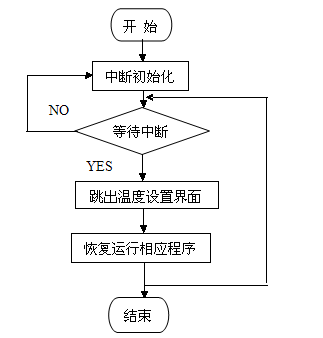 开 始
中断初始化
NO
等待中断
YES
跳出温度设置界面
恢复运行相应程序
结束